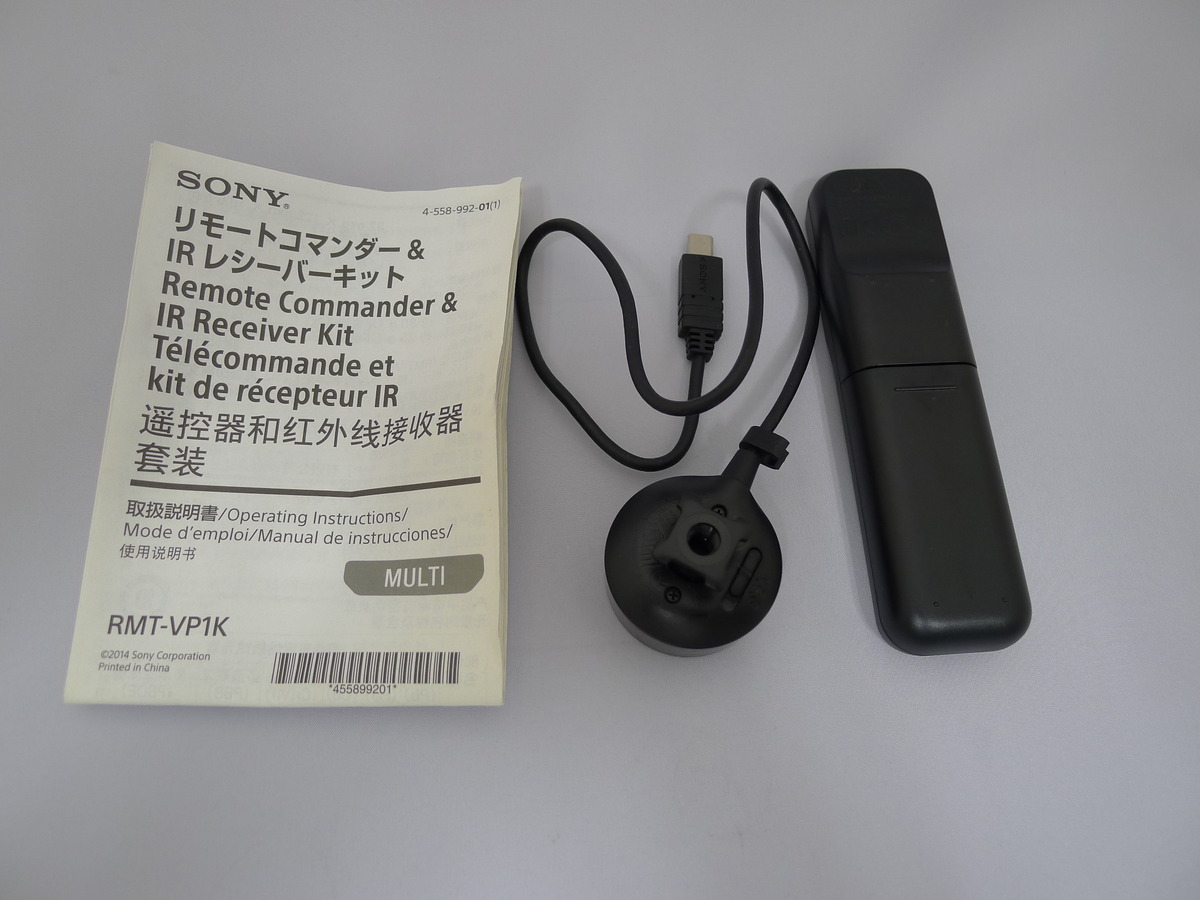 SONY®
4-558-992-01(1)
リモートコマンダー &
IR レシーバーキット
Remote Commander &
IR Receiver Kit
Télécommande et
kit de récepteur IR
遥控器和红外线接收器
套装
取扱説明書/Operating Instructions/
Mode d'emploi/Manual de instrucciones/
使用说明书
MULTI
RMT-VP1K
©2014 Sony Corporation
Printed in China
*455899201*
SONY